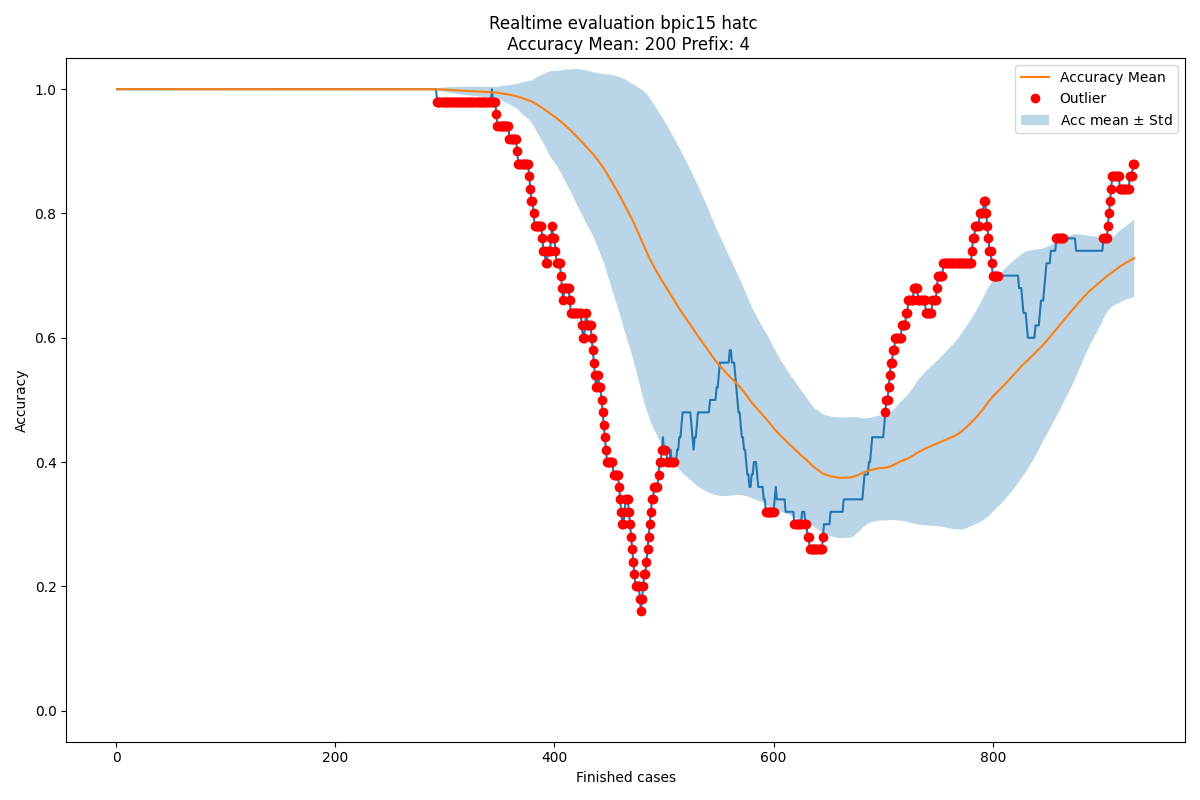 Realtime evaluation bpic15 hatc
Accuracy Mean: 200 Prefix: 4
Accuracy Mean
Outlier
Acc mean ± Std
1.0
0.8
0.6
0.4
0.2
0.0
Accuracy
0
200
400
600
800
Finished cases